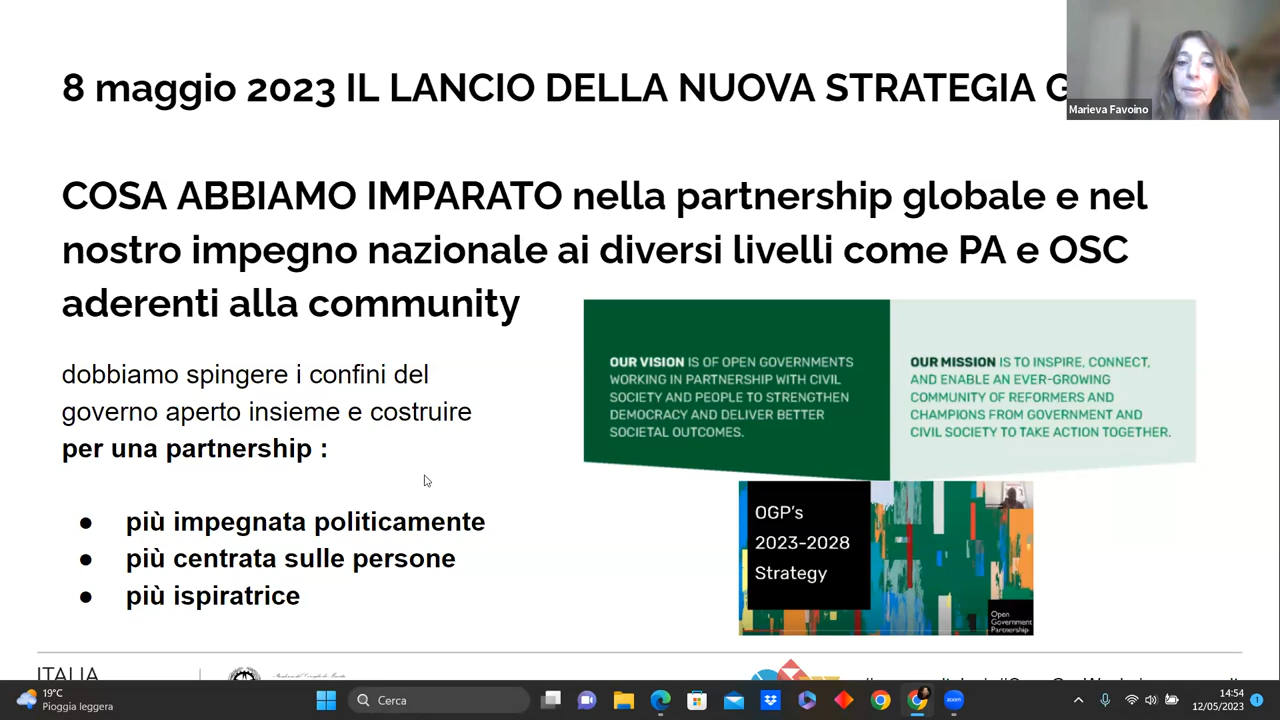 8 maggio 2023 IL LANCIO DELLA NUOVA STRATEGIA
Marieva Favoino
COSA ABBIAMO IMPARATO nella partnership globale e nel
nostro impegno nazionale ai diversi livelli come PA e OSC
aderenti alla community
dobbiamo spingere i confini del
governo aperto insieme e costruire
per una partnership :
● più impegnata politicamente
● più centrata sulle persone
● più ispiratrice
OUR VISION IS OF OPEN GOVERNMENTS
WORKING IN PARTNERSHIP WITH CIVIL
SOCIETY AND PEOPLE TO STRENGTHEN
DEMOCRACY AND DELIVER BETTER
SOCIETAL OUTCOMES.
OUR MISSION IS TO INSPIRE, CONNECT,
AND ENABLE AN EVER-GROWING
COMMUNITY OF REFORMERS AND
CHAMPIONS FROM GOVERNMENT AND
CIVIL SOCIETY TO TAKE ACTION TOGETHER.
OGP's
2023-2028
Strategy
Open
Government
Partnership
ITALIA
19°C
Pioggia leggera
Cerca
zoom
14:54
12/05/2023
1